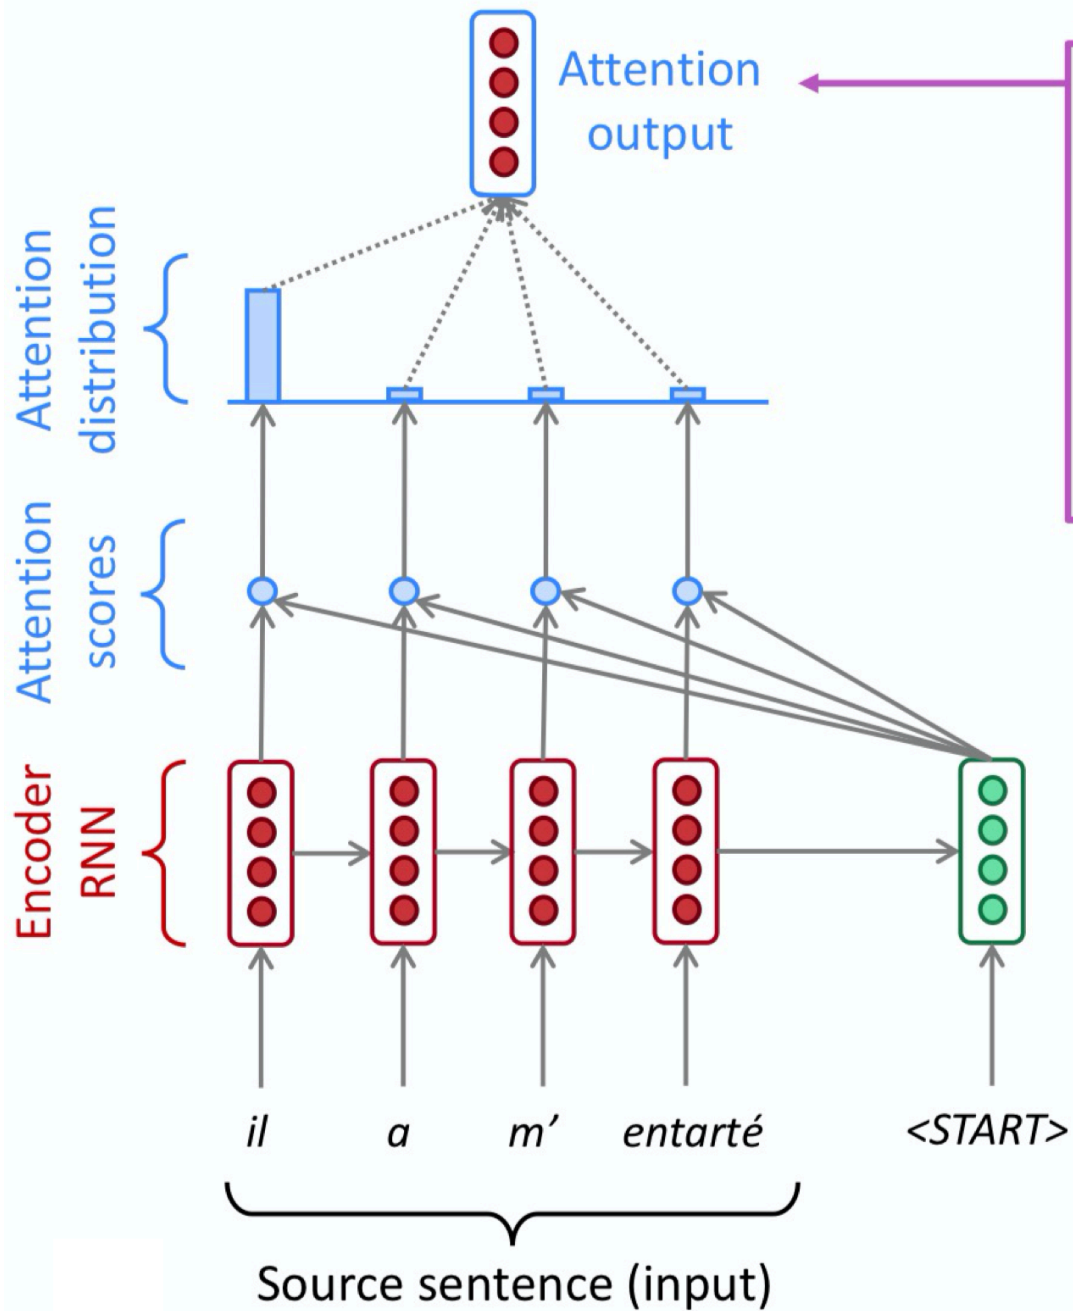 Attention
output
Attention
distribution
Attention
scores
Encoder
RNN
il a m’ entarté <START>
Source sentence (input)